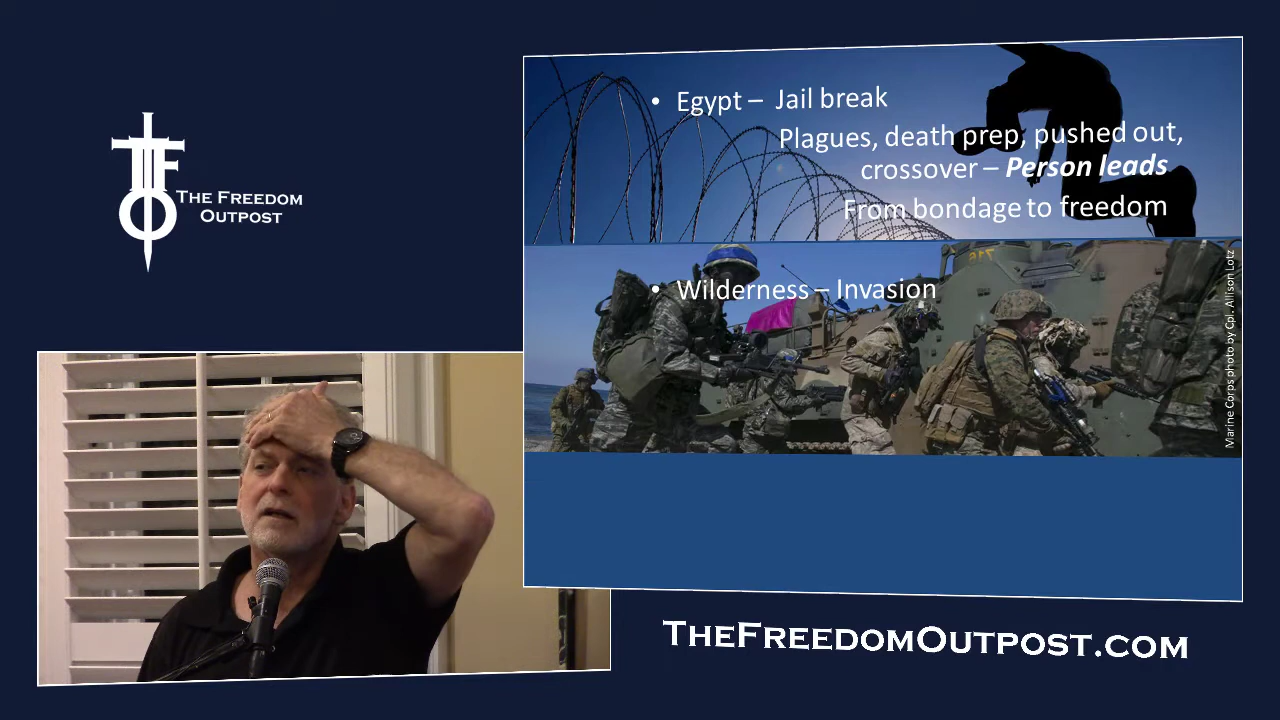 TFO
THE FREEDOM
OUTPOST
• Egypt – Jail break
Plagues, death prep, pushed out,
crossover – Person leads
From bondage to freedom
• Wilderness – Invasion
Marine Corps photo by Cpl. Allison Lotz
THEFREEDOMOUTPOST.COM